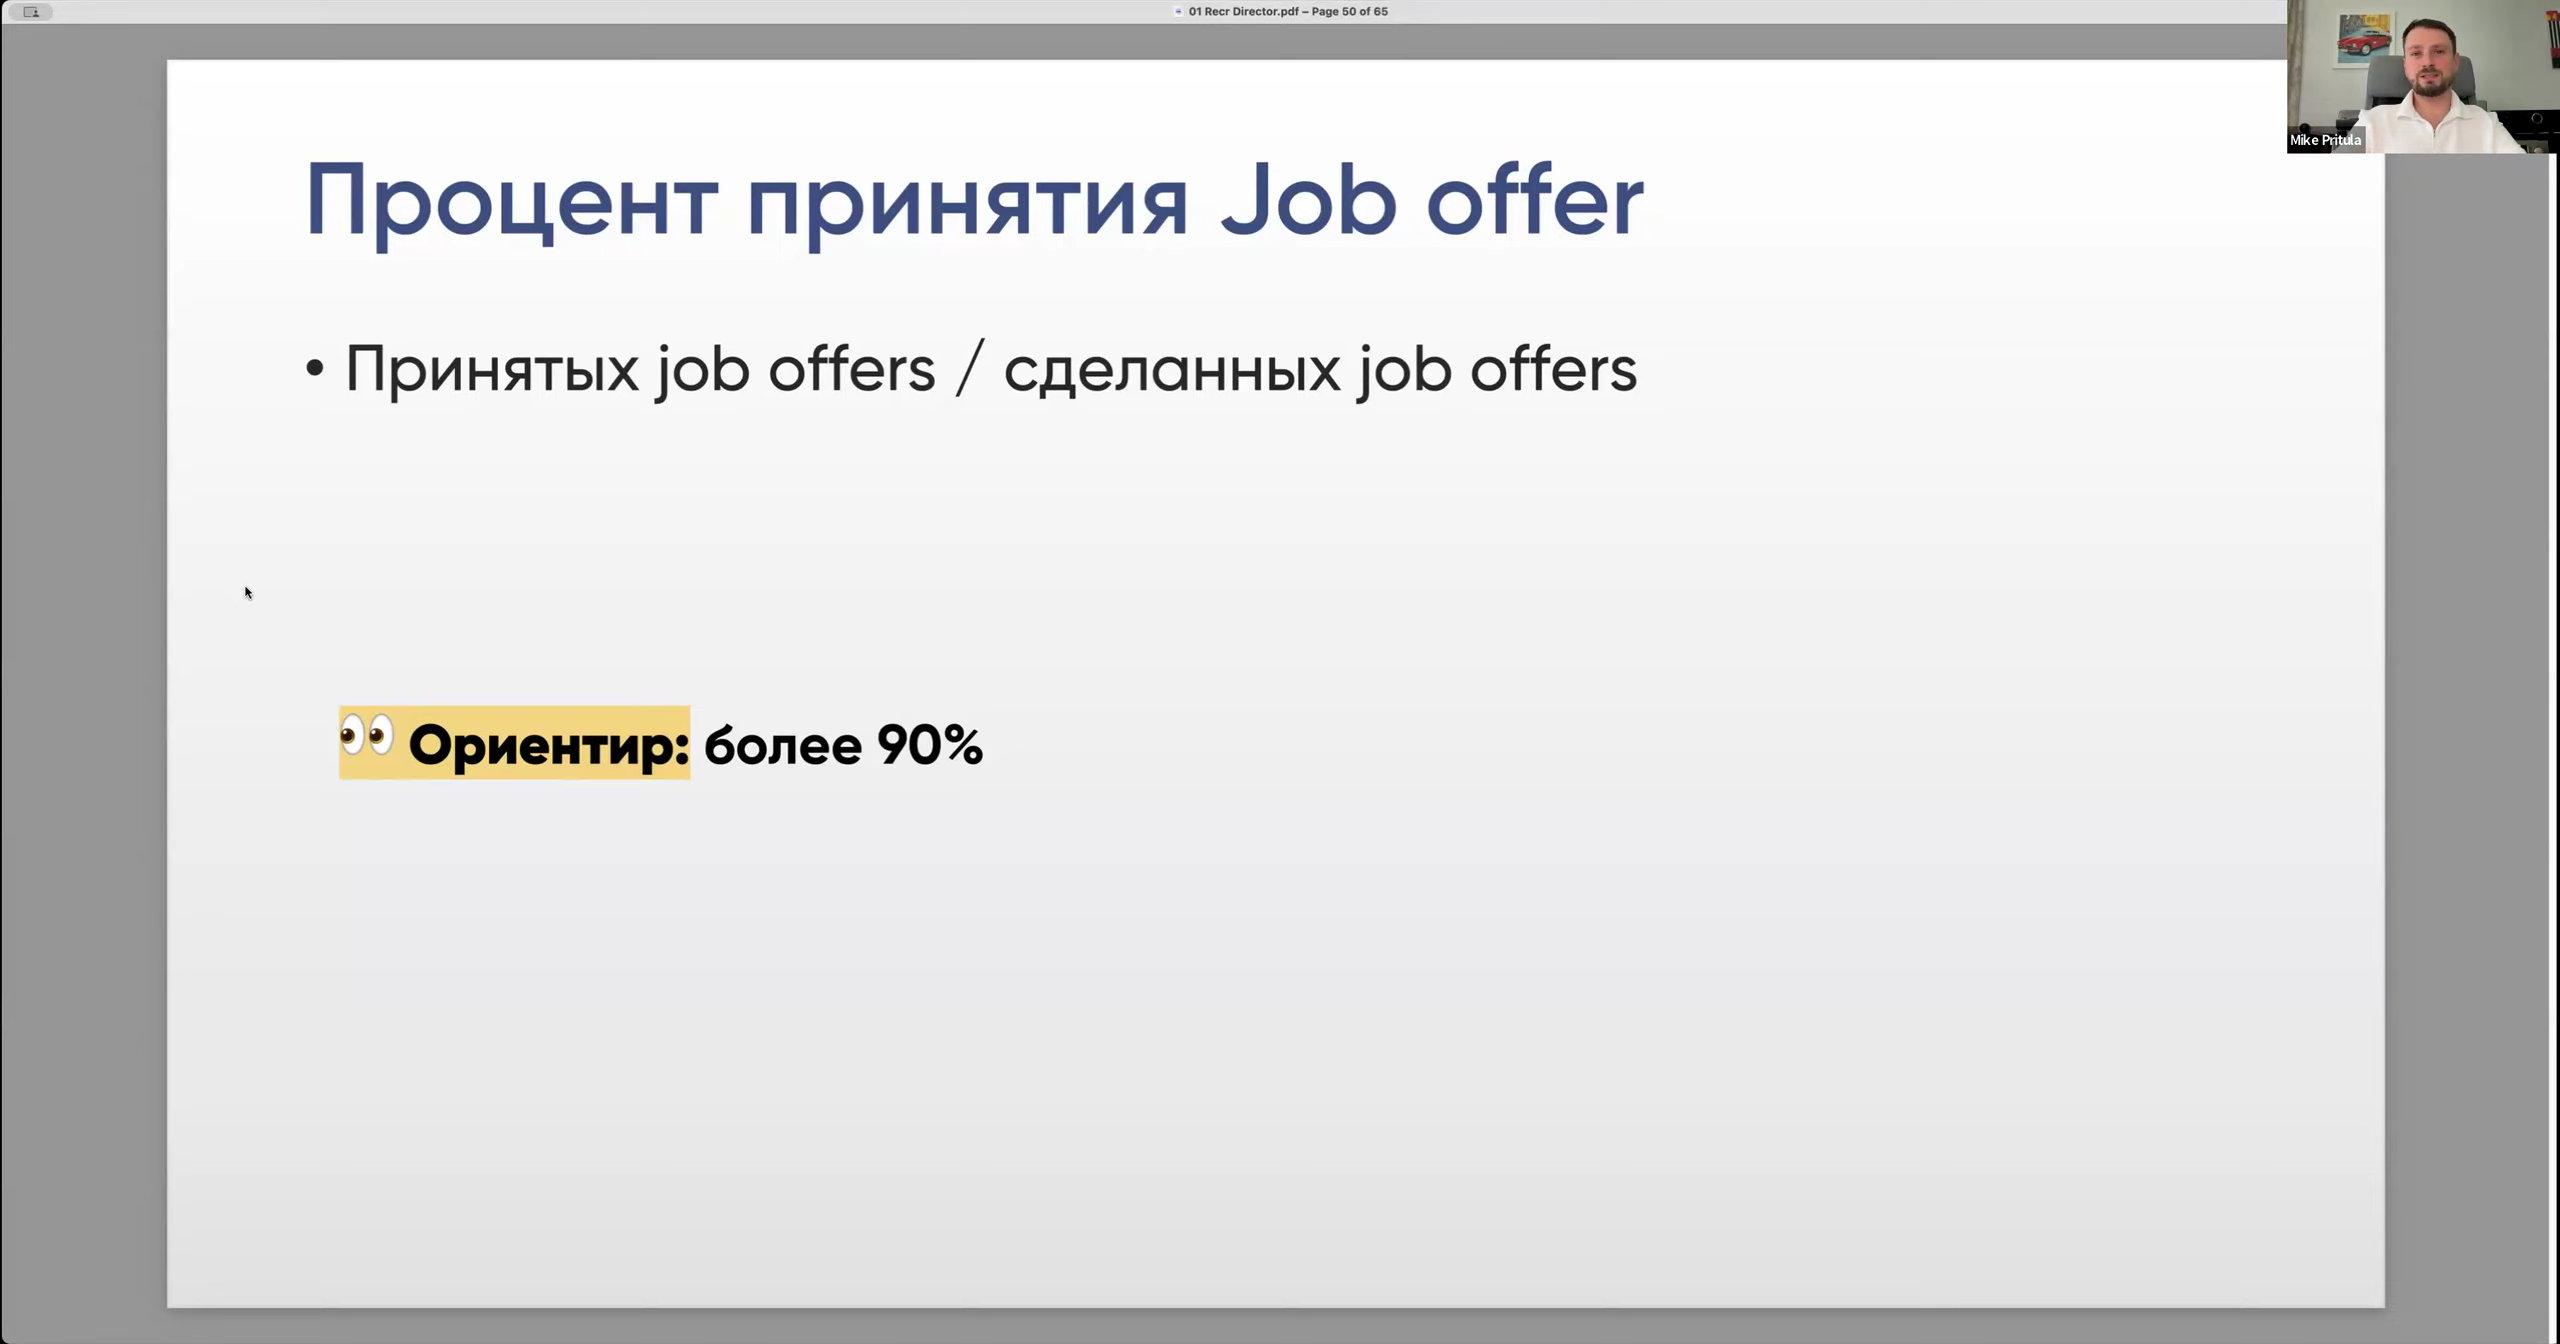 01 Recr Director.pdf – Page 50 of 65
Mike Pritula
Процент принятия Job offer
• Принятых job offers / сделанных job offers
👀 Ориентир: более 90%